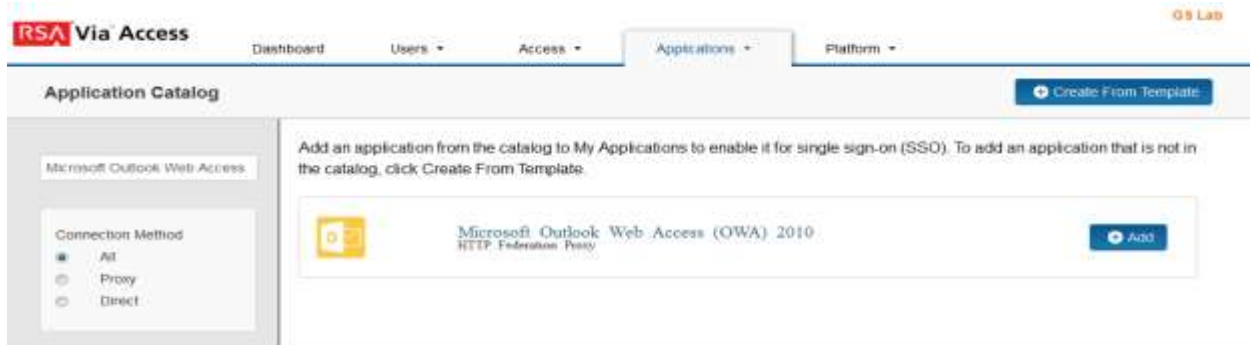 GS Lab
RSA Via Access
Dashboard Users Access Applications Platform
Application Catalog
Create From Template
Microsoft Outlook Web Access
Add an application from the catalog to My Applications to enable it for single sign-on (SSO). To add an application that is not in
the catalog, click Create From Template.
Connection Method
All
Proxy
Direct
Microsoft Outlook Web Access (OWA) 2010
HTTP Federation Proxy
Add